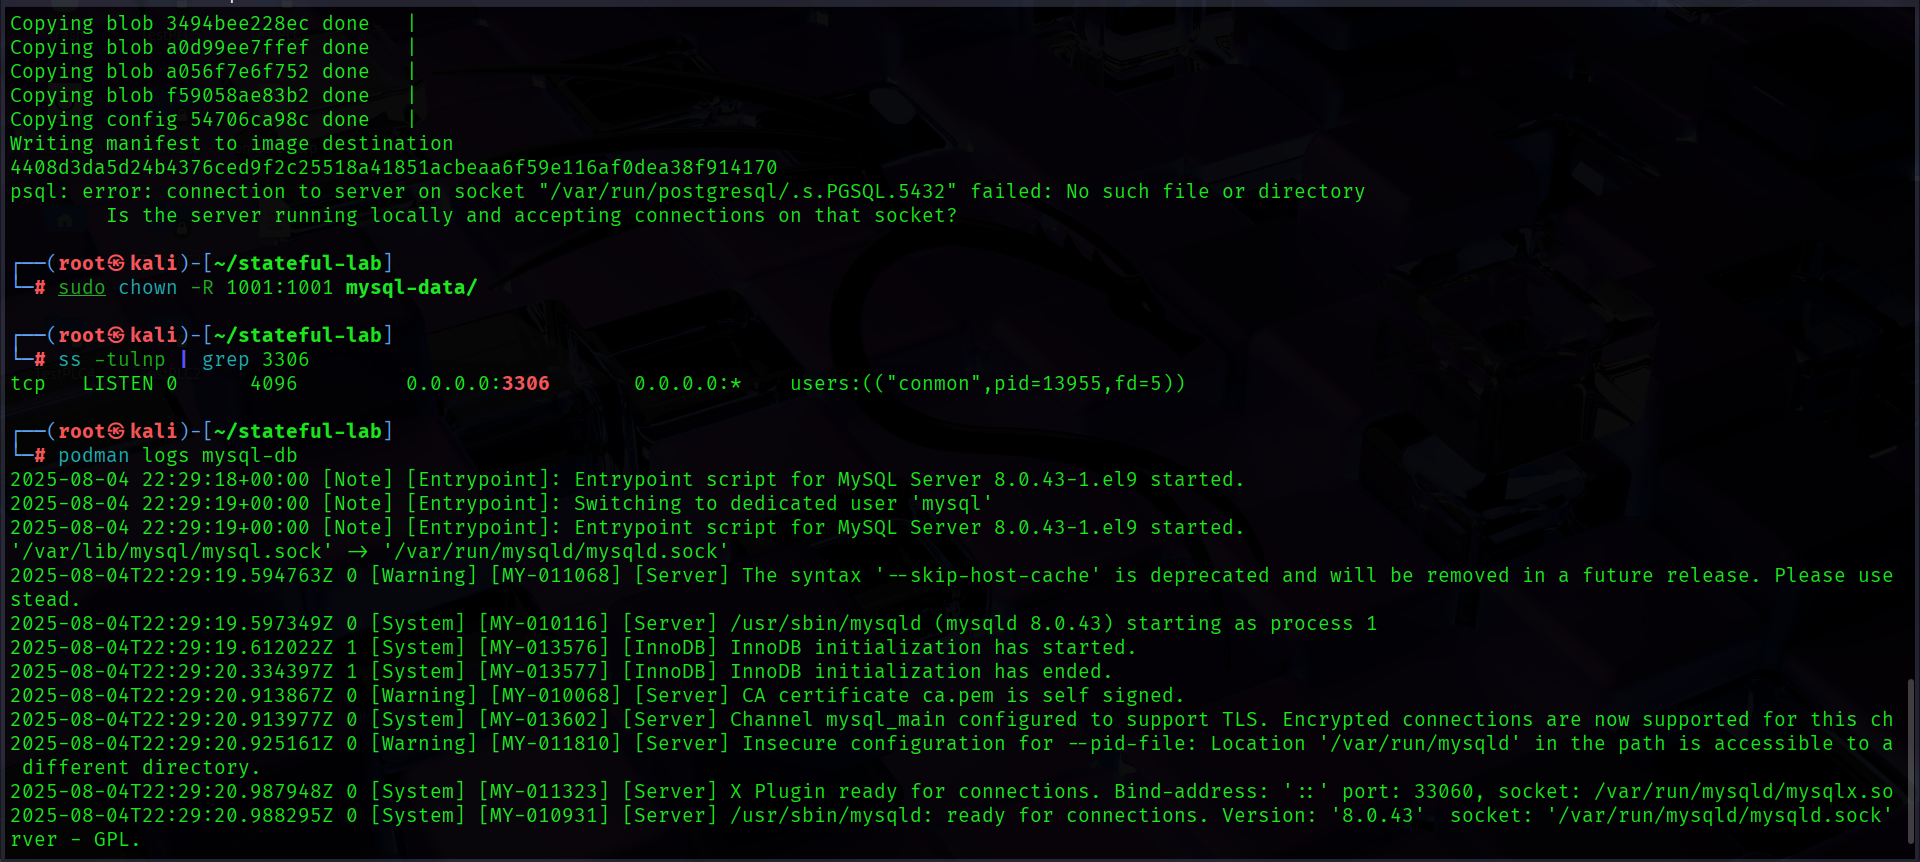 Copying blob 3494bee228ec done   |
Copying blob a0d99ee7ffef done   |
Copying blob a056f7e6f752 done   |
Copying blob f59058ae83b2 done   |
Copying config 54706ca98c done   |
Writing manifest to image destination
4408d3da5d24b4376ced9f2c25518a41851acbeaa6f59e116af0dea38f914170
psql: error: connection to server on socket "/var/run/postgresql/.s.PGSQL.5432" failed: No such file or directory
        Is the server running locally and accepting connections on that socket?
┌──(root㉿kali)-[~/stateful-lab]
└─# sudo chown -R 1001:1001 mysql-data/
┌──(root㉿kali)-[~/stateful-lab]
└─# ss -tulnp | grep 3306
tcp   LISTEN 0      4096         0.0.0.0:3306       0.0.0.0:*    users:(("conmon",pid=13955,fd=5))
┌──(root㉿kali)-[~/stateful-lab]
└─# podman logs mysql-db
2025-08-04 22:29:18+00:00 [Note] [Entrypoint]: Entrypoint script for MySQL Server 8.0.43-1.el9 started.
2025-08-04 22:29:19+00:00 [Note] [Entrypoint]: Switching to dedicated user 'mysql'
2025-08-04 22:29:19+00:00 [Note] [Entrypoint]: Entrypoint script for MySQL Server 8.0.43-1.el9 started.
'/var/lib/mysql/mysql.sock' -> '/var/run/mysqld/mysqld.sock'
2025-08-04T22:29:19.594763Z 0 [Warning] [MY-011068] [Server] The syntax '--skip-host-cache' is deprecated and will be removed in a future release. Please use
stead.
2025-08-04T22:29:19.597349Z 0 [System] [MY-010116] [Server] /usr/sbin/mysqld (mysqld 8.0.43) starting as process 1
2025-08-04T22:29:19.612022Z 1 [System] [MY-013576] [InnoDB] InnoDB initialization has started.
2025-08-04T22:29:20.334397Z 1 [System] [MY-013577] [InnoDB] InnoDB initialization has ended.
2025-08-04T22:29:20.913867Z 0 [Warning] [MY-010068] [Server] CA certificate ca.pem is self signed.
2025-08-04T22:29:20.913977Z 0 [System] [MY-013602] [Server] Channel mysql_main configured to support TLS. Encrypted connections are now supported for this ch
2025-08-04T22:29:20.925161Z 0 [Warning] [MY-011810] [Server] Insecure configuration for --pid-file: Location '/var/run/mysqld' in the path is accessible to a
 different directory.
2025-08-04T22:29:20.987948Z 0 [System] [MY-011323] [Server] X Plugin ready for connections. Bind-address: '::' port: 33060, socket: /var/run/mysqld/mysqlx.so
2025-08-04T22:29:20.988295Z 0 [System] [MY-010931] [Server] /usr/sbin/mysqld: ready for connections. Version: '8.0.43'  socket: '/var/run/mysqld/mysqld.sock'
rver - GPL.